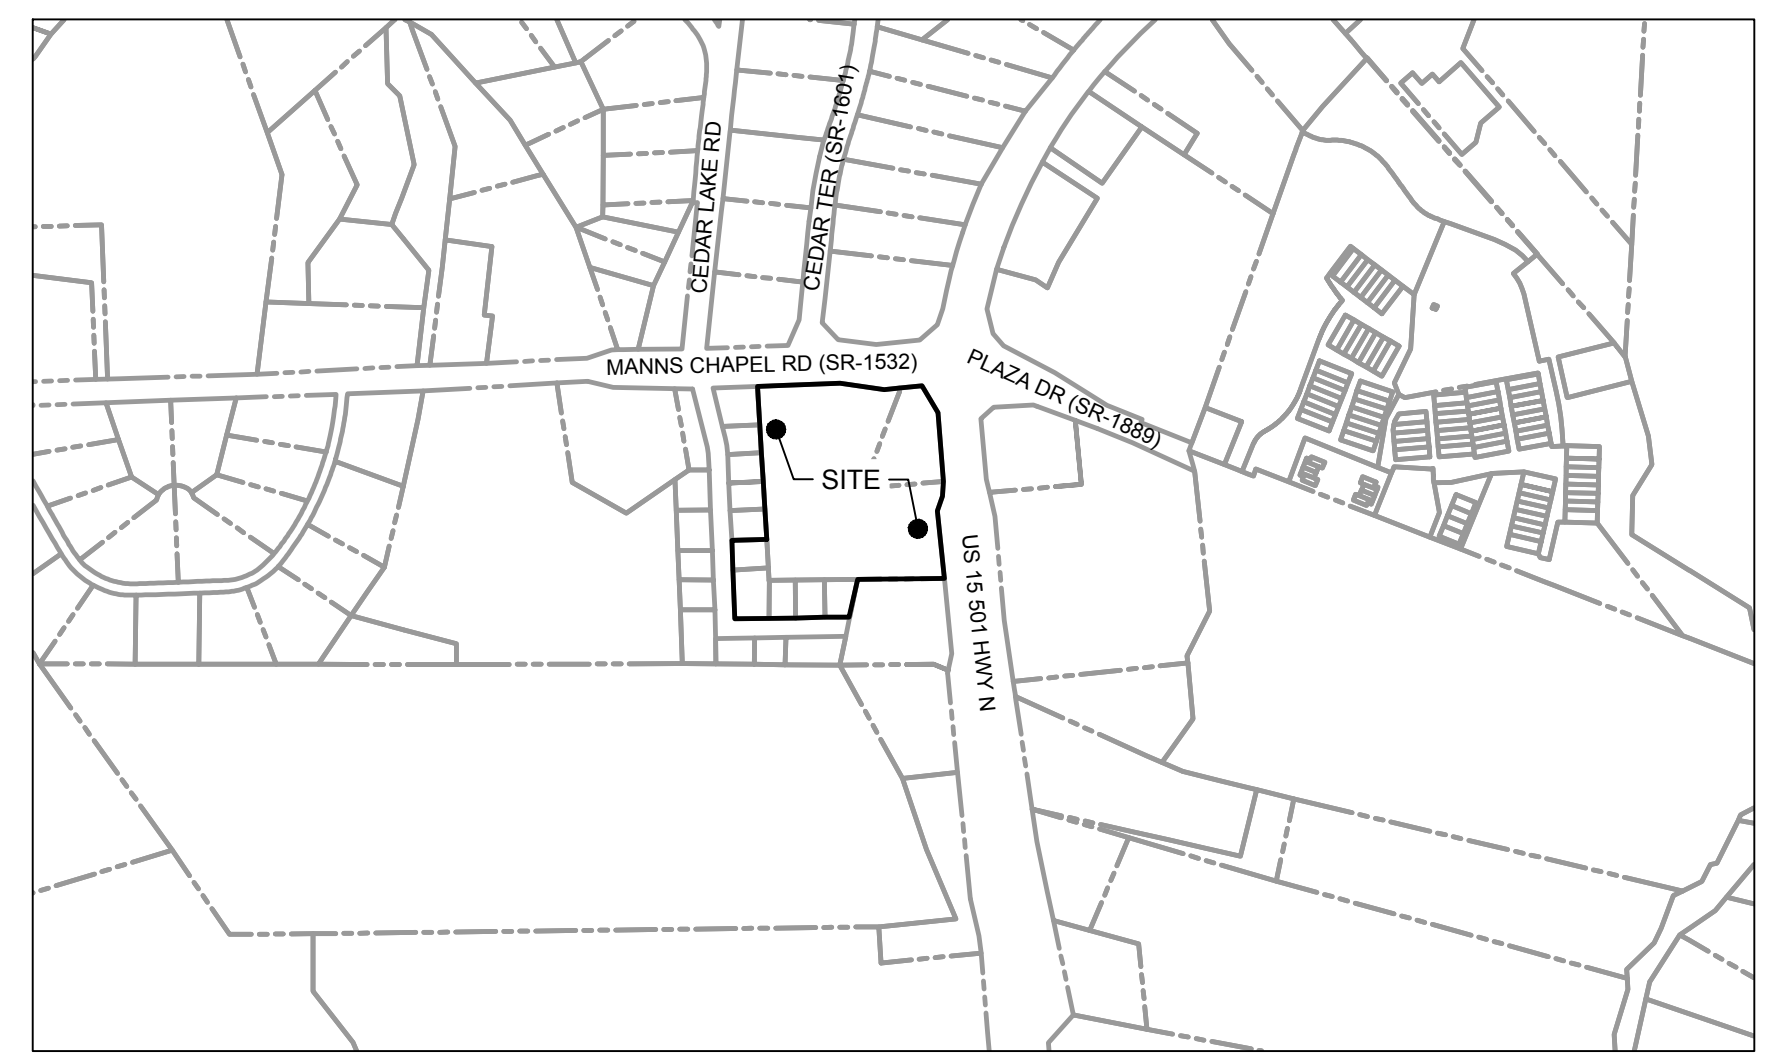 CEDAR LAKE RD
CEDAR TER (SR-1601)
MANNS CHAPEL RD (SR-1532)
PLAZA DR (SR-1889)
SITE
US 15 501 HWY N